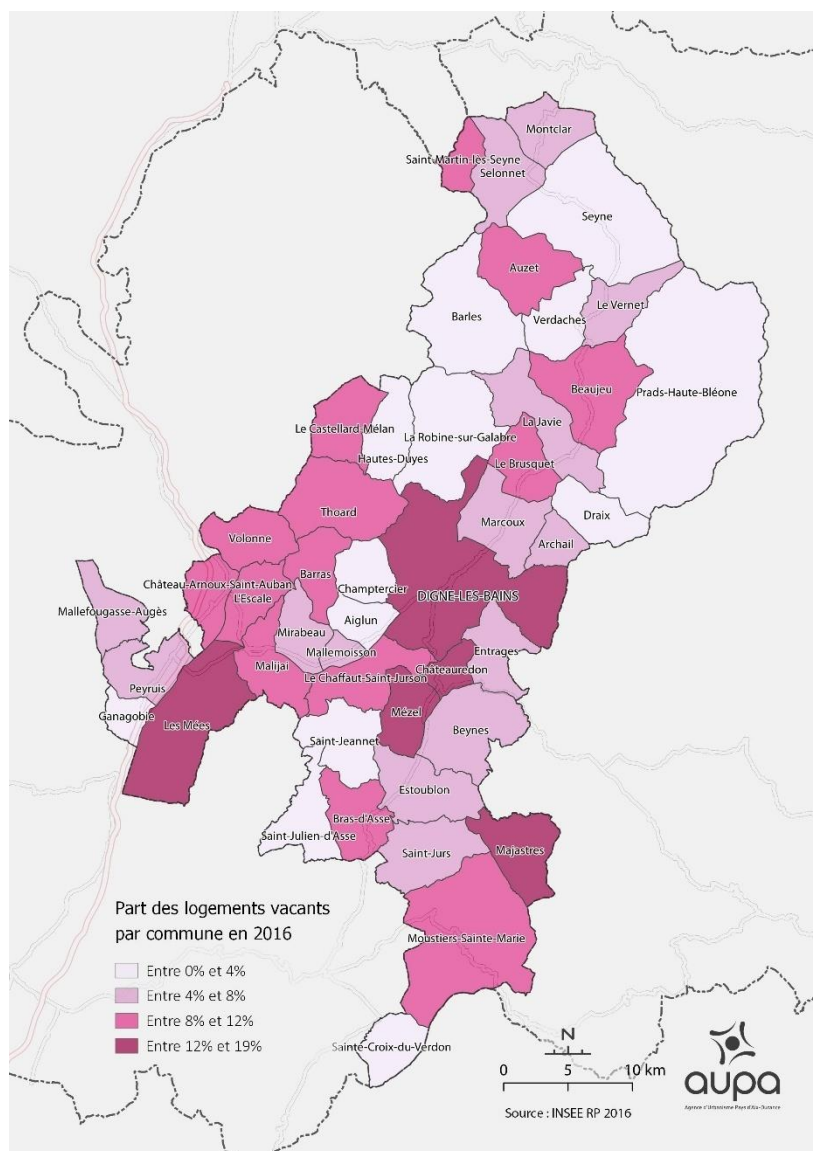 Montclar
Saint-Martin-lès-Seyne
Selonnet
Seyne
Auzet
Le Vernet
Barles
Verdaches
Beaujeu
Prads-Haute-Bléone
Le Castellard-Mélan
La Javie
La Robine-sur-Galabre
Hautes-Duyes
Le Brusquet
Thoard
Draix
Marcoux
Volonne
Archail
Barras
Château-Arnoux-Saint-Auban
Champtercier
L'Escale
DIGNE-LES-BAINS
Mallefougasse-Augès
Aiglun
Mirabeau
Entrages
Mallemoisson
Malijai
Châteauredon
Le Chaffaut-Saint-Jurson
Peyruis
Mézel
Ganagobie
Les Mées
Beynes
Saint-Jeannet
Estoublon
Bras-d'Asse
Saint-Julien-d'Asse
Majastres
Saint-Jurs
Moustiers-Sainte-Marie
Sainte-Croix-du-Verdon
Part des logements vacants
par commune en 2016
Entre 0% et 4%
Entre 4% et 8%
Entre 8% et 12%
Entre 12% et 19%
N
0 5 10 km
Source : INSEE RP 2016
aupa
Agence d'Urbanisme Pays d'Aix-Durance